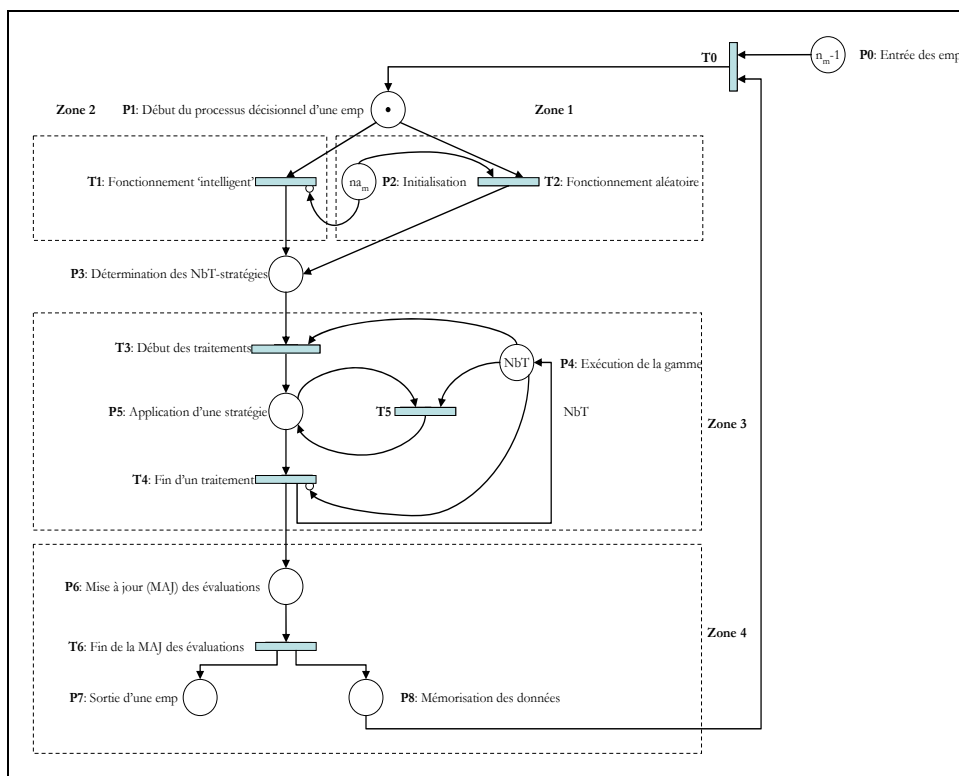 T0
n_m-1
P0: Entrée des emp
Zone 2
P1: Début du processus décisionnel d'une emp
Zone 1
T1: Fonctionnement 'intelligent'
na_m
P2: Initialisation
T2: Fonctionnement aléatoire
P3: Détermination des NbT-stratégies
T3: Début des traitements
NbT
P4: Exécution de la gamme
P5: Application d'une stratégie
T5
NbT
Zone 3
T4: Fin d'un traitement
P6: Mise à jour (MAJ) des évaluations
T6: Fin de la MAJ des évaluations
Zone 4
P7: Sortie d'une emp
P8: Mémorisation des données